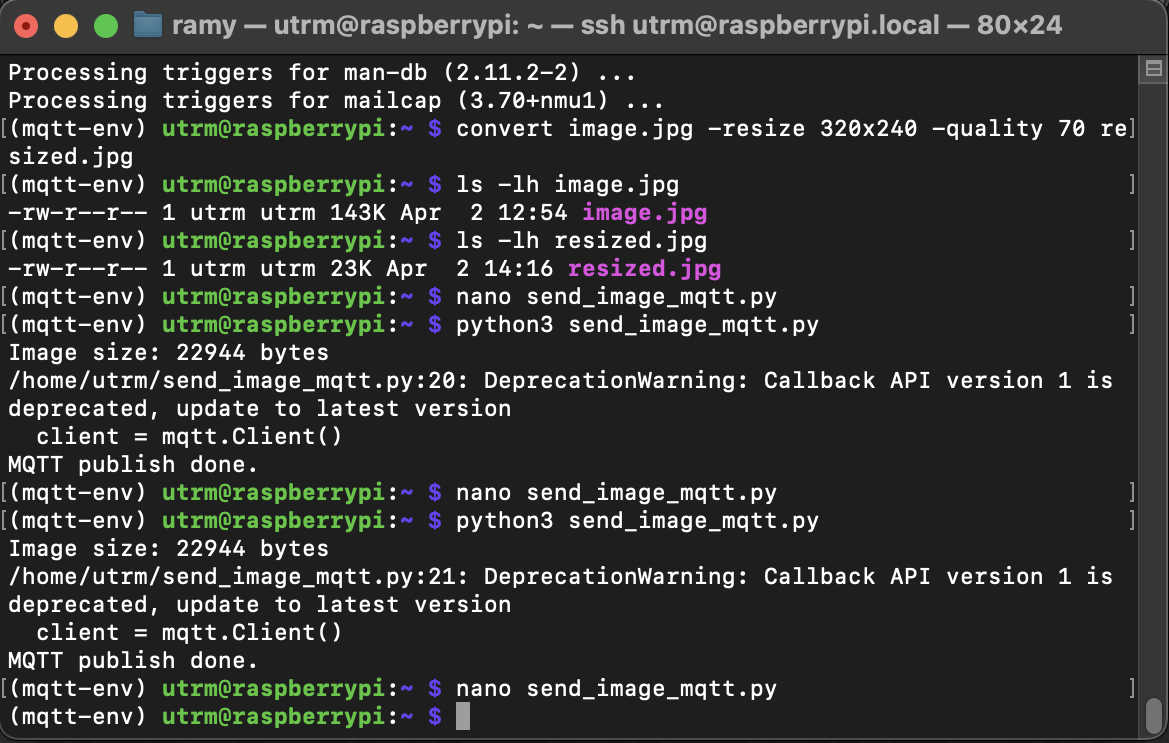 ramy — utrm@raspberrypi: ~ — ssh utrm@raspberrypi.local — 80×24
Processing triggers for man-db (2.11.2-2) ...
Processing triggers for mailcap (3.70+nmu1) ...
[(mqtt-env) utrm@raspberrypi:~ $ convert image.jpg -resize 320x240 -quality 70 re]
sized.jpg
[(mqtt-env) utrm@raspberrypi:~ $ ls -lh image.jpg ]
-rw-r--r-- 1 utrm utrm 143K Apr  2 12:54 image.jpg
[(mqtt-env) utrm@raspberrypi:~ $ ls -lh resized.jpg ]
-rw-r--r-- 1 utrm utrm 23K Apr  2 14:16 resized.jpg
[(mqtt-env) utrm@raspberrypi:~ $ nano send_image_mqtt.py ]
[(mqtt-env) utrm@raspberrypi:~ $ python3 send_image_mqtt.py ]
Image size: 22944 bytes
/home/utrm/send_image_mqtt.py:20: DeprecationWarning: Callback API version 1 is
deprecated, update to latest version
  client = mqtt.Client()
MQTT publish done.
[(mqtt-env) utrm@raspberrypi:~ $ nano send_image_mqtt.py ]
[(mqtt-env) utrm@raspberrypi:~ $ python3 send_image_mqtt.py ]
Image size: 22944 bytes
/home/utrm/send_image_mqtt.py:21: DeprecationWarning: Callback API version 1 is
deprecated, update to latest version
  client = mqtt.Client()
MQTT publish done.
[(mqtt-env) utrm@raspberrypi:~ $ nano send_image_mqtt.py ]
(mqtt-env) utrm@raspberrypi:~ $